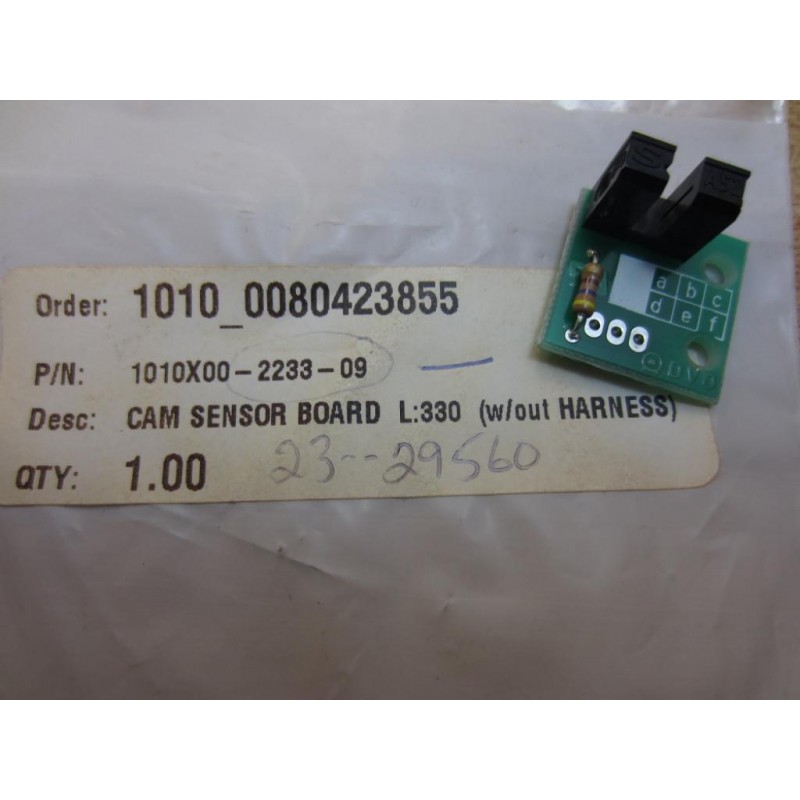 Order: 1010_0080423855
P/N: 1010X00-2233-09
Desc: CAM SENSOR BOARD L:330 (w/out HARNESS)
QTY: 1.00
23--29560
S
a b c
d e f